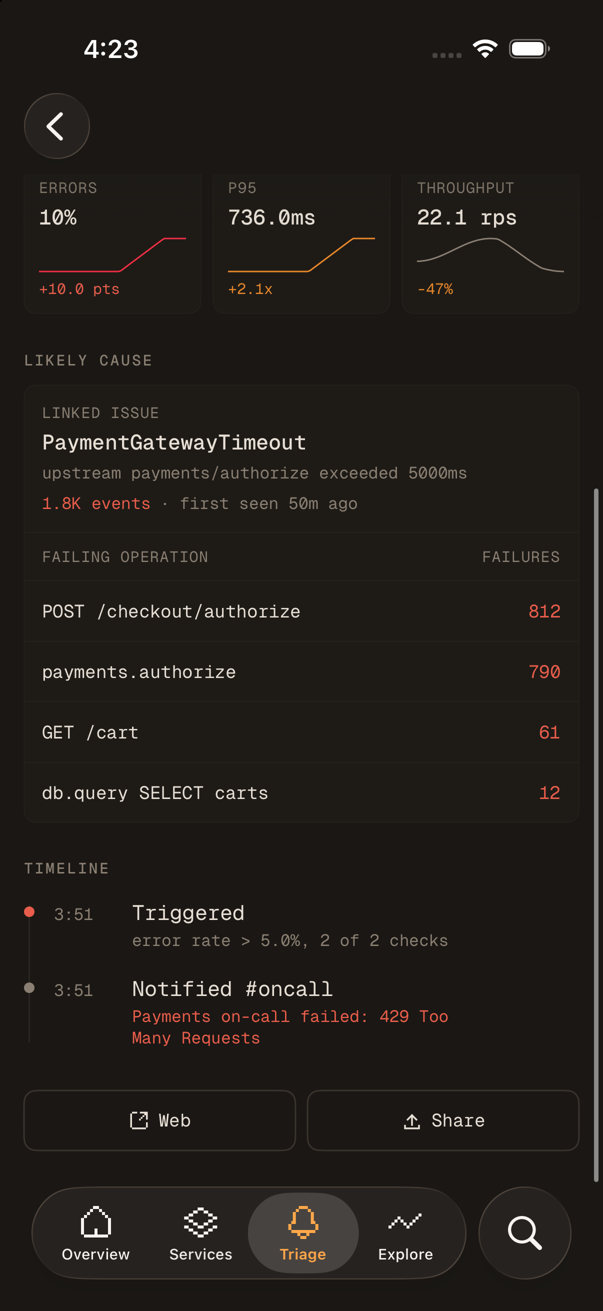 4:23
ERRORS
10%
+10.0 pts
P95
736.0ms
+2.1x
THROUGHPUT
22.1 rps
-47%
LIKELY CAUSE
LINKED ISSUE
PaymentGatewayTimeout
upstream payments/authorize exceeded 5000ms
1.8K events · first seen 50m ago
FAILING OPERATION FAILURES
POST /checkout/authorize 812
payments.authorize 790
GET /cart 61
db.query SELECT carts 12
TIMELINE
3:51 Triggered
error rate > 5.0%, 2 of 2 checks
3:51 Notified #oncall
Payments on-call failed: 429 Too
Many Requests
Web Share
Overview Services Triage Explore